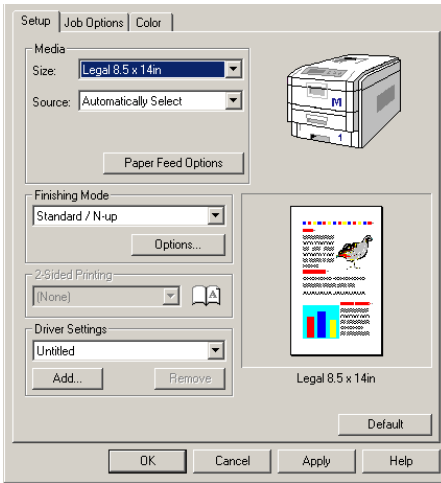 Setup Job Options Color
Media
Size: Legal 8.5 x 14in
Source: Automatically Select
Paper Feed Options
M
1
Finishing Mode
Standard / N-up
Options...
2-Sided Printing
(None)
A
Driver Settings
Untitled
Add... Remove
Legal 8.5 x 14in
Default
OK Cancel Apply Help